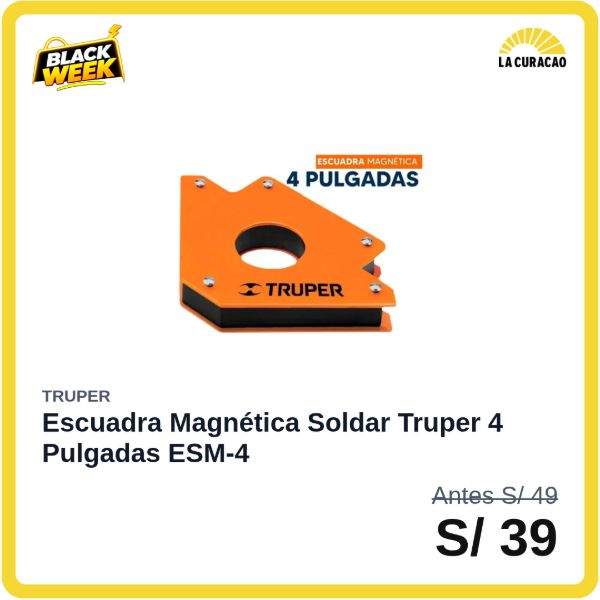 BLACK
WEEK
LA CURACAO
ESCUADRA MAGNÉTICA
4 PULGADAS
TRUPER
TRUPER
Escuadra Magnética Soldar Truper 4
Pulgadas ESM-4
Antes S/ 49
S/ 39